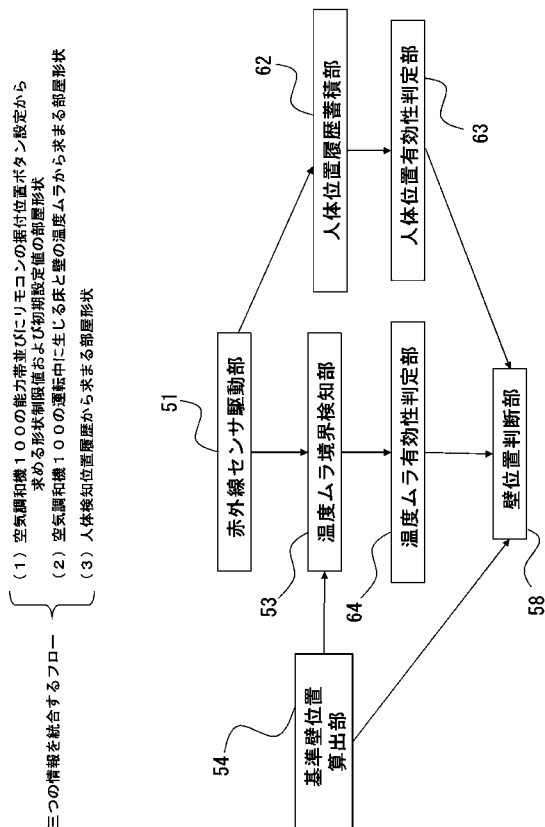 三つの情報を統合するフロー
(1)空気調和機100の能力帯並びにリモコンの据付位置ボタン設定から
求める形状制限値および初期設定値の部屋形状
(2)空気調和機100の運転中に生じる床と壁の温度ムラから求まる部屋形状
(3)人体検知位置履歴から求まる部屋形状
51
赤外線センサ駆動部
62
人体位置履歴蓄積部
54
基準壁位置
算出部
53
温度ムラ境界検知部
63
人体位置有効性判定部
64
温度ムラ有効性判定部
壁位置判断部
58